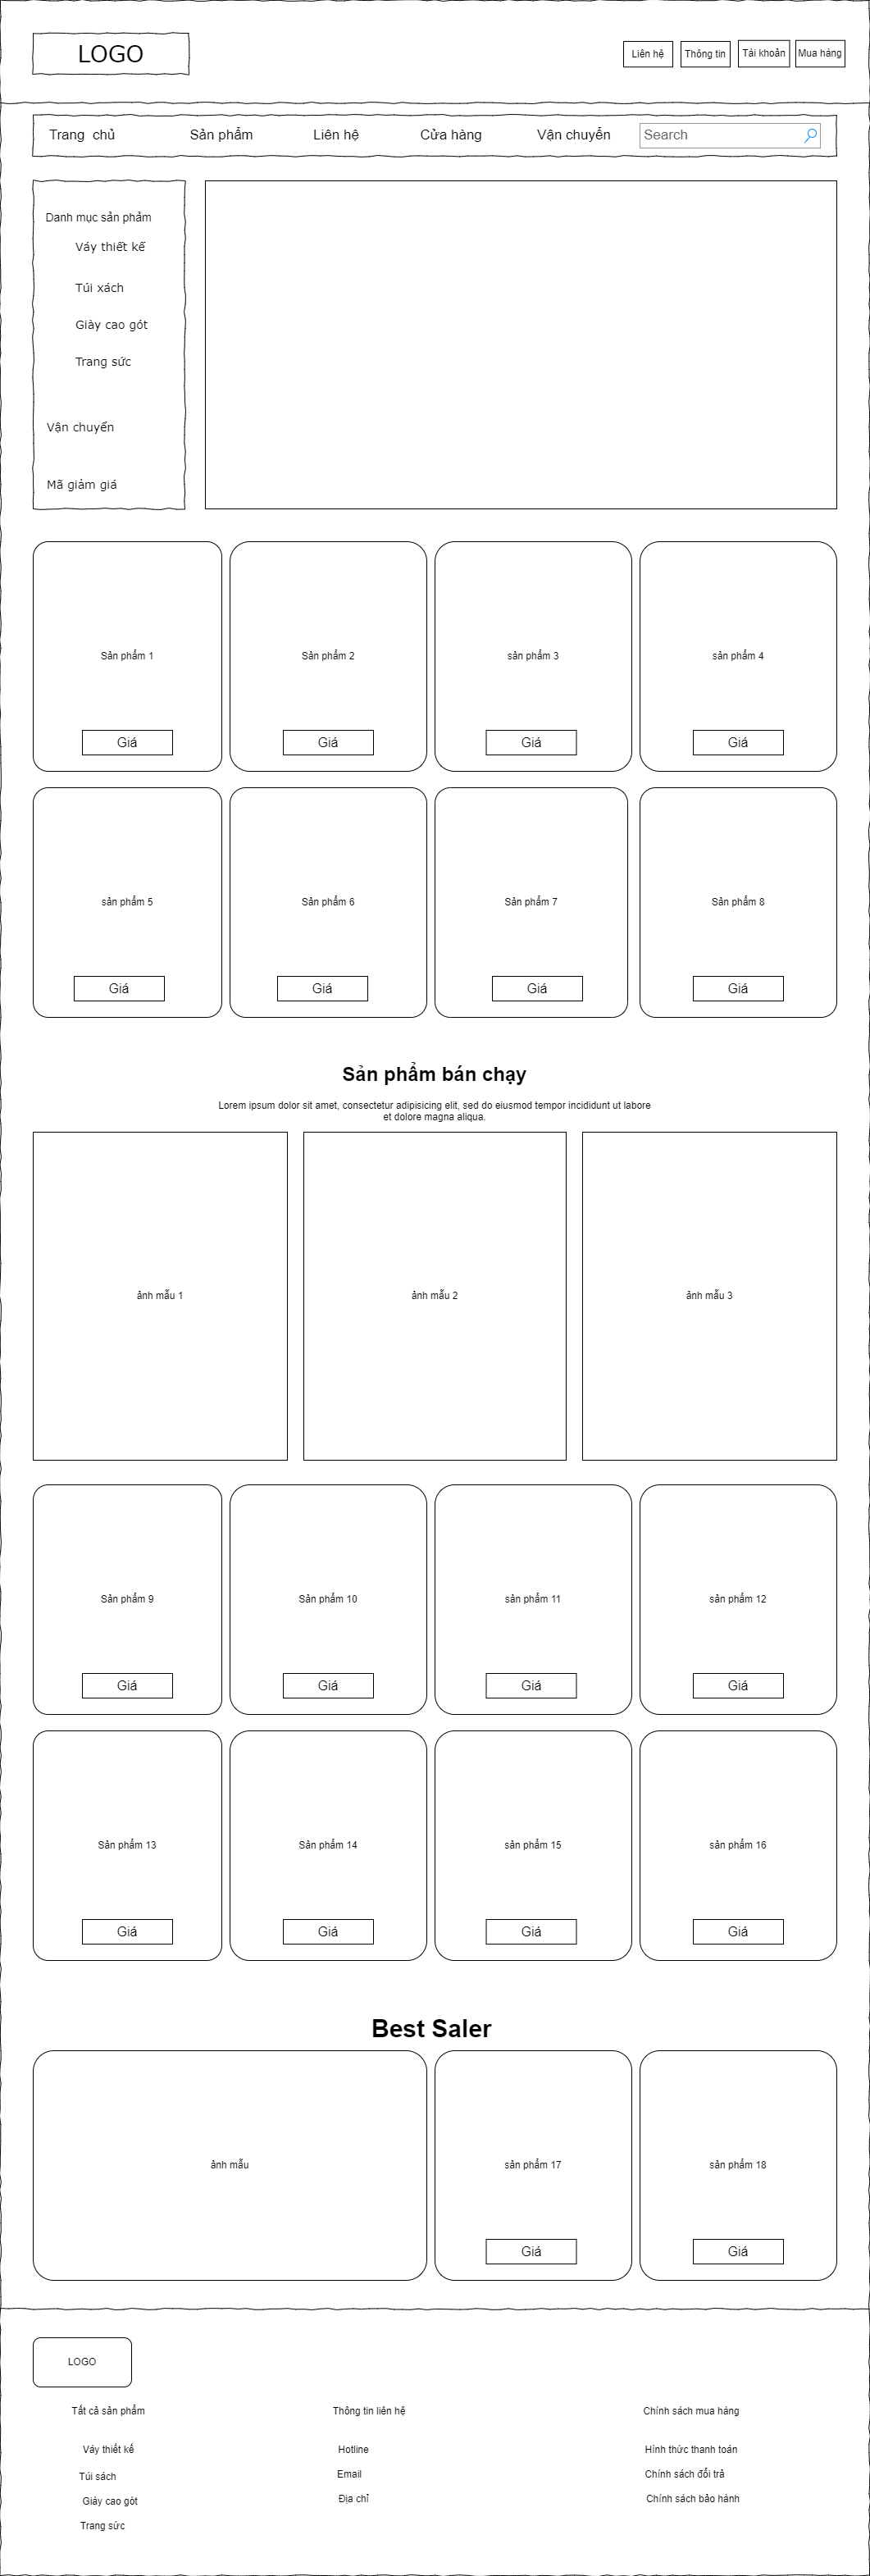 LOGO
Liên hệ
Thông tin
Tài khoản
Mua hàng
Trang chủ
Sản phẩm
Liên hệ
Cửa hàng
Vận chuyển
Search
Danh mục sản phẩm
Váy thiết kế
Túi xách
Giày cao gót
Trang sức
Vận chuyển
Mã giảm giá
Sản phẩm 1
Sản phẩm 2
sản phẩm 3
sản phẩm 4
Giá
Giá
Giá
Giá
sản phẩm 5
Sản phẩm 6
Sản phẩm 7
Sản phẩm 8
Giá
Giá
Giá
Giá
Sản phẩm bán chạy
Lorem ipsum dolor sit amet, consectetur adipisicing elit, sed do eiusmod tempor incididunt ut labore
et dolore magna aliqua.
ảnh mẫu 1
ảnh mẫu 2
ảnh mẫu 3
Sản phẩm 9
Sản phẩm 10
sản phẩm 11
sản phẩm 12
Giá
Giá
Giá
Giá
Sản phẩm 13
Sản phẩm 14
sản phẩm 15
sản phẩm 16
Giá
Giá
Giá
Giá
Best Saler
ảnh mẫu
sản phẩm 17
sản phẩm 18
Giá
Giá
LOGO
Tất cả sản phẩm
Váy thiết kế
Túi sách
Giày cao gót
Trang sức
Thông tin liên hệ
Hotline
Email
Địa chỉ
Chính sách mua hàng
Hình thức thanh toán
Chính sách đổi trả
Chính sách bảo hành